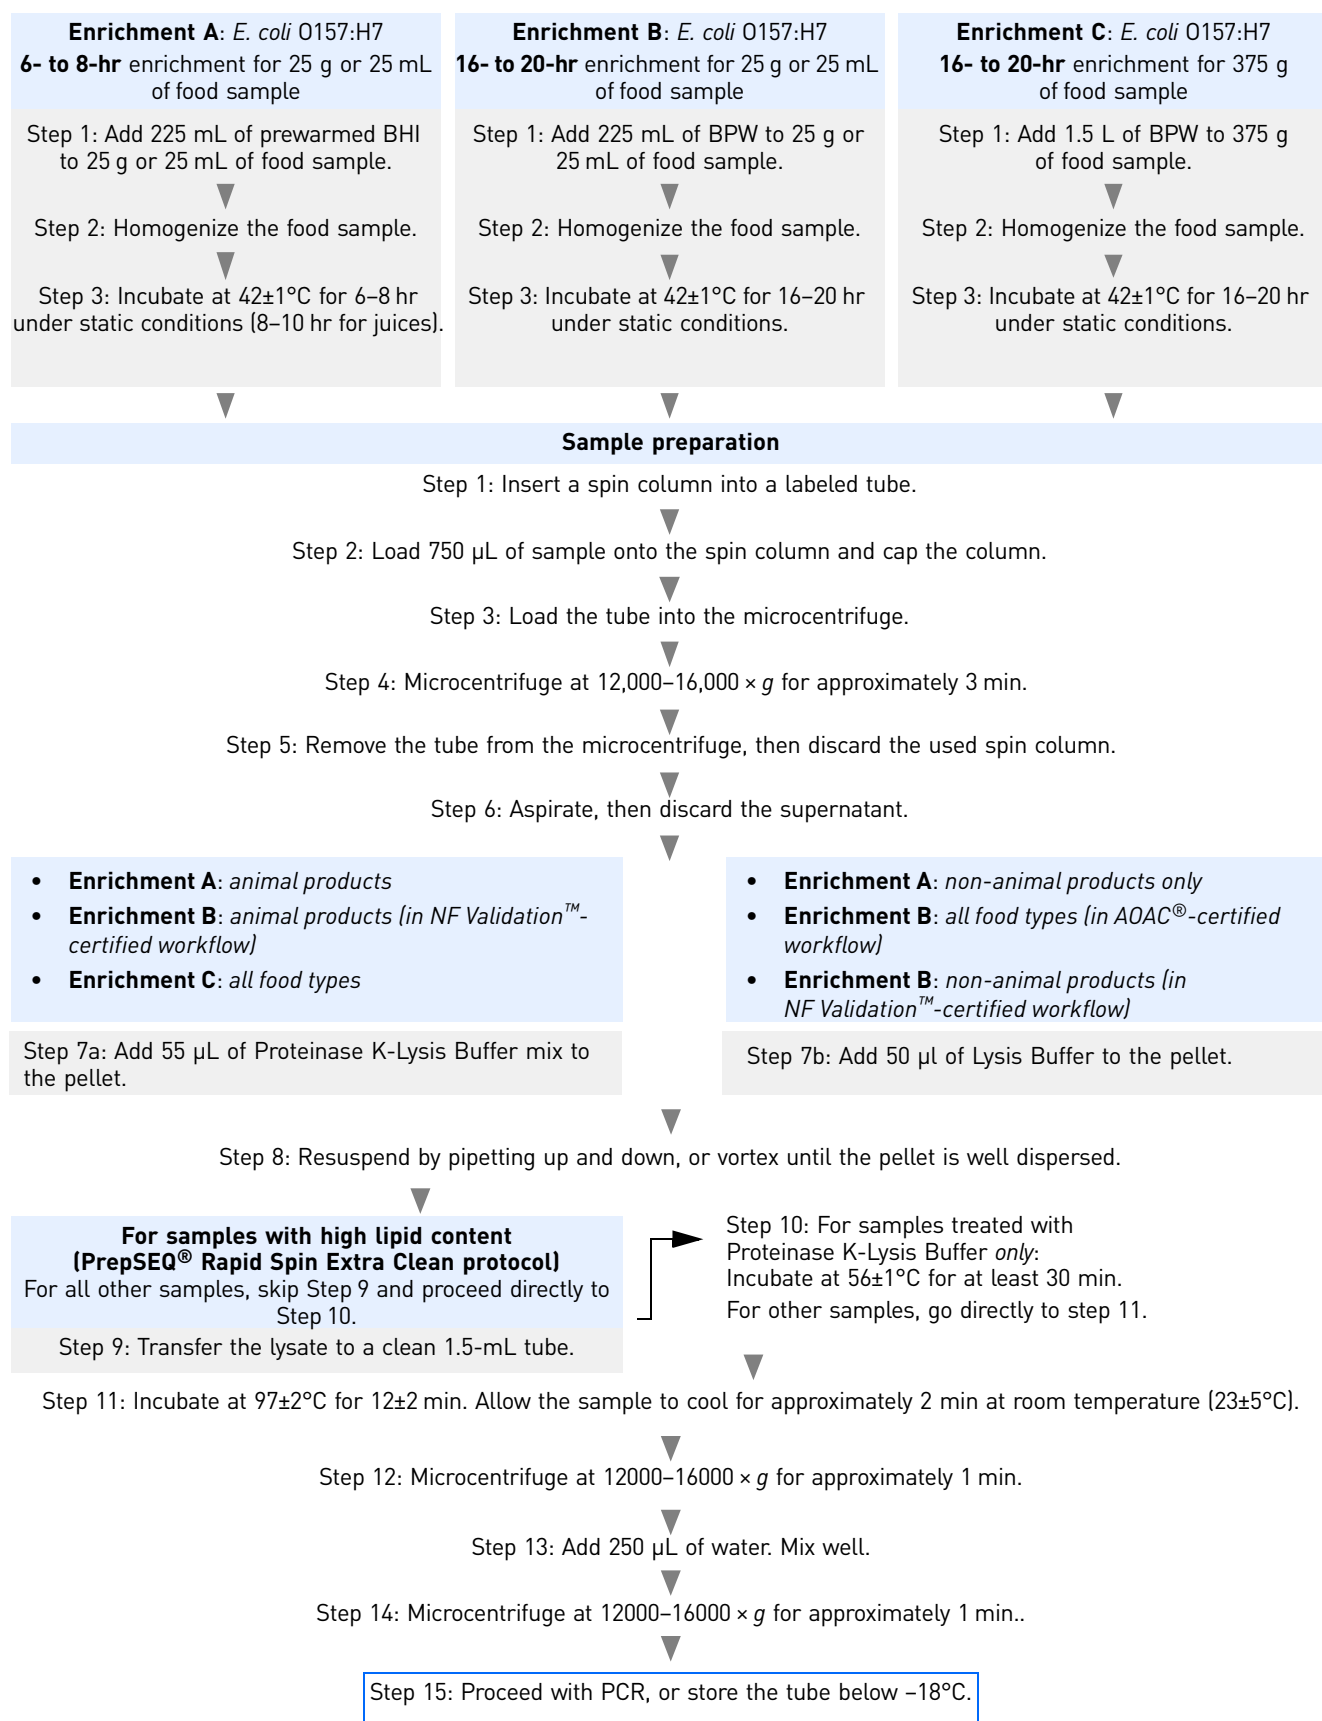 Enrichment A: E. coli O157:H7
6- to 8-hr enrichment for 25 g or 25 mL
of food sample
Step 1: Add 225 mL of prewarmed BHI
to 25 g or 25 mL of food sample.
Step 2: Homogenize the food sample.
Step 3: Incubate at 42±1°C for 6–8 hr
under static conditions (8–10 hr for juices).
Enrichment B: E. coli O157:H7
16- to 20-hr enrichment for 25 g or 25 mL
of food sample
Step 1: Add 225 mL of BPW to 25 g or
25 mL of food sample.
Step 2: Homogenize the food sample.
Step 3: Incubate at 42±1°C for 16–20 hr
under static conditions.
Enrichment C: E. coli O157:H7
16- to 20-hr enrichment for 375 g
of food sample
Step 1: Add 1.5 L of BPW to 375 g
of food sample.
Step 2: Homogenize the food sample.
Step 3: Incubate at 42±1°C for 16–20 hr
under static conditions.
Sample preparation
Step 1: Insert a spin column into a labeled tube.
Step 2: Load 750 µL of sample onto the spin column and cap the column.
Step 3: Load the tube into the microcentrifuge.
Step 4: Microcentrifuge at 12,000–16,000 × g for approximately 3 min.
Step 5: Remove the tube from the microcentrifuge, then discard the used spin column.
Step 6: Aspirate, then discard the supernatant.
• Enrichment A: animal products
• Enrichment B: animal products (in NF Validation™-
certified workflow)
• Enrichment C: all food types
Step 7a: Add 55 µL of Proteinase K-Lysis Buffer mix to
the pellet.
• Enrichment A: non-animal products only
• Enrichment B: all food types (in AOAC®-certified
workflow)
• Enrichment B: non-animal products (in
NF Validation™-certified workflow)
Step 7b: Add 50 µl of Lysis Buffer to the pellet.
Step 8: Resuspend by pipetting up and down, or vortex until the pellet is well dispersed.
For samples with high lipid content
(PrepSEQ® Rapid Spin Extra Clean protocol)
For all other samples, skip Step 9 and proceed directly to
Step 10.
Step 9: Transfer the lysate to a clean 1.5-mL tube.
Step 10: For samples treated with
Proteinase K-Lysis Buffer only:
Incubate at 56±1°C for at least 30 min.
For other samples, go directly to step 11.
Step 11: Incubate at 97±2°C for 12±2 min. Allow the sample to cool for approximately 2 min at room temperature (23±5°C).
Step 12: Microcentrifuge at 12000–16000 × g for approximately 1 min.
Step 13: Add 250 µL of water. Mix well.
Step 14: Microcentrifuge at 12000–16000 × g for approximately 1 min..
Step 15: Proceed with PCR, or store the tube below –18°C.